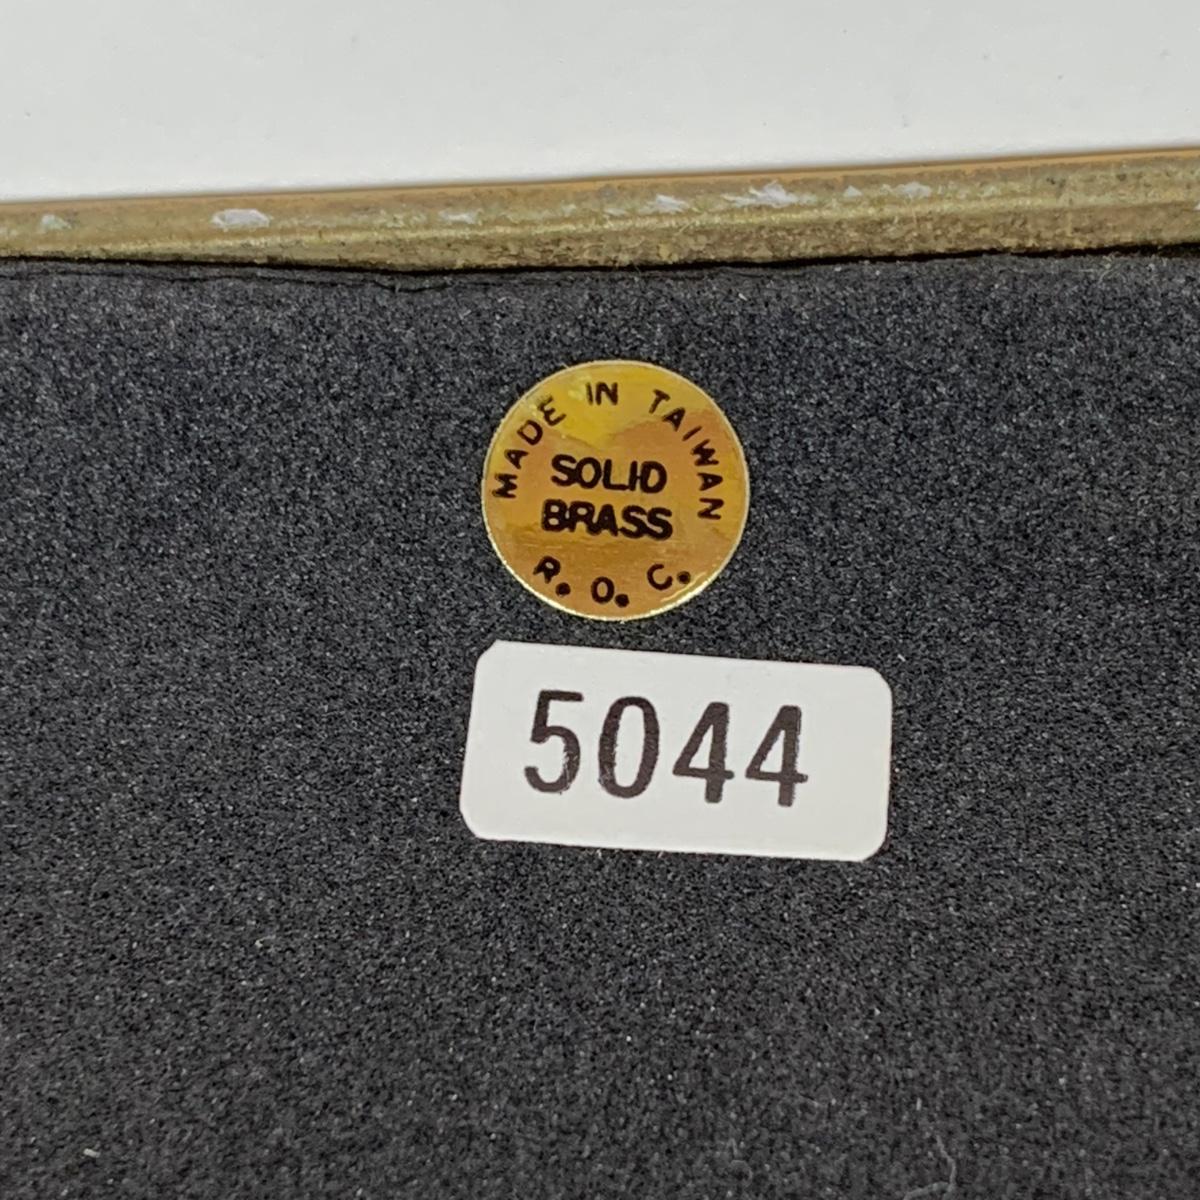 MADE IN TAIWAN
SOLID
BRASS
R. O. C.
5044